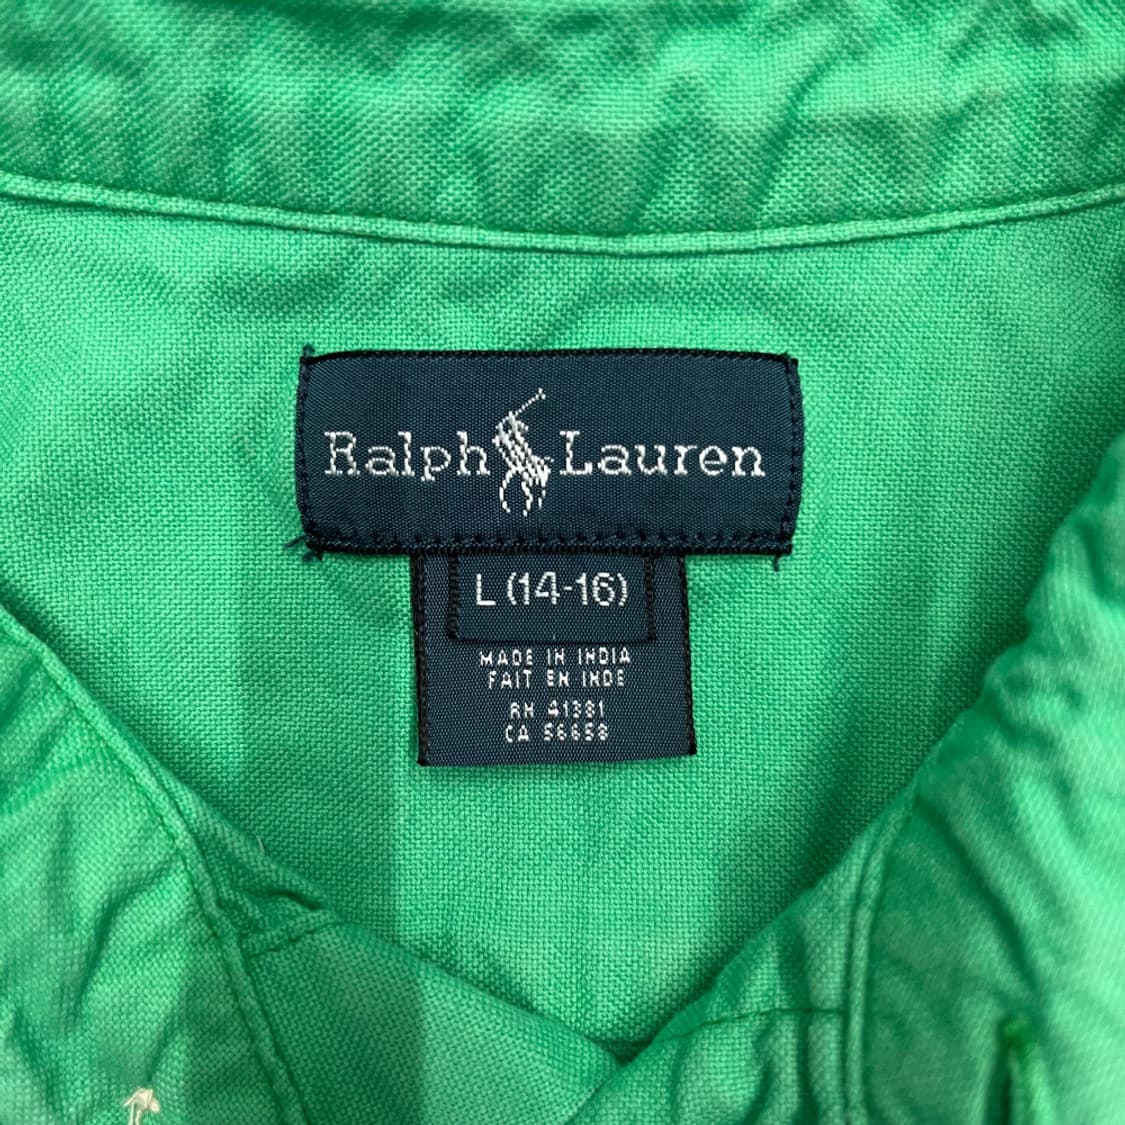 Ralph Lauren
L (14-16)
MADE IN INDIA
FAIT EN INDE
RN 41381
CA 56658